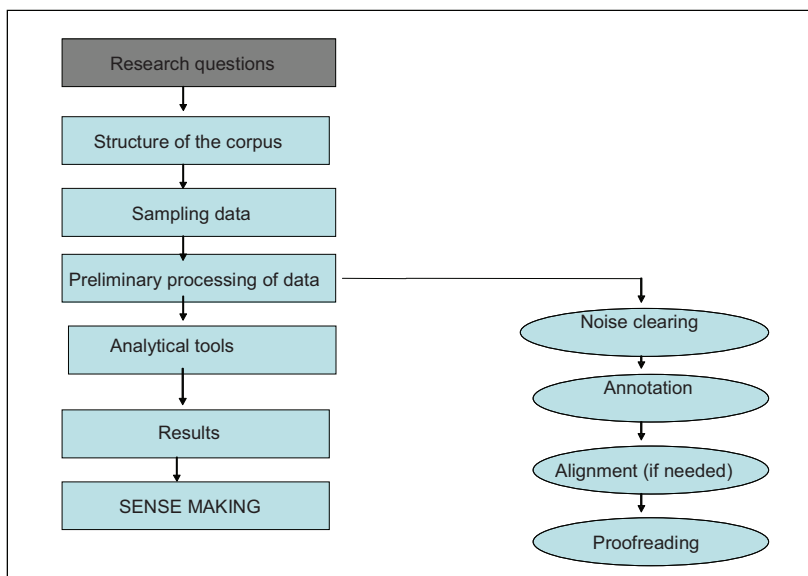 Research questions
Structure of the corpus
Sampling data
Preliminary processing of data
Analytical tools
Results
SENSE MAKING
Noise clearing
Annotation
Alignment (if needed)
Proofreading